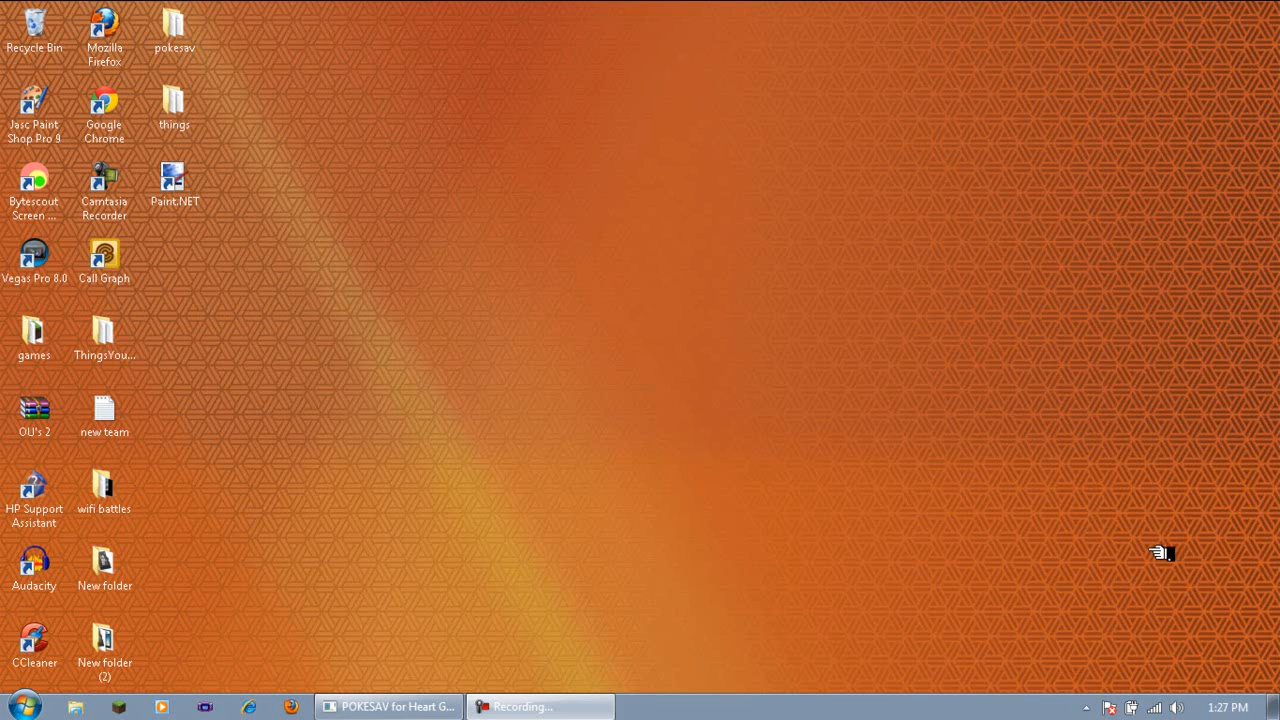 Recycle Bin
Mozilla
Firefox
pokesav
Jasc Paint
Shop Pro 9
Google
Chrome
things
Bytescout
Screen ...
Camtasia
Recorder
Paint.NET
Vegas Pro 8.0
Call Graph
games
ThingsYou...
OU's 2
new team
HP Support
Assistant
wifi battles
Audacity
New folder
CCleaner
New folder
(2)
POKESAV for Heart G...
Recording...
1:27 PM